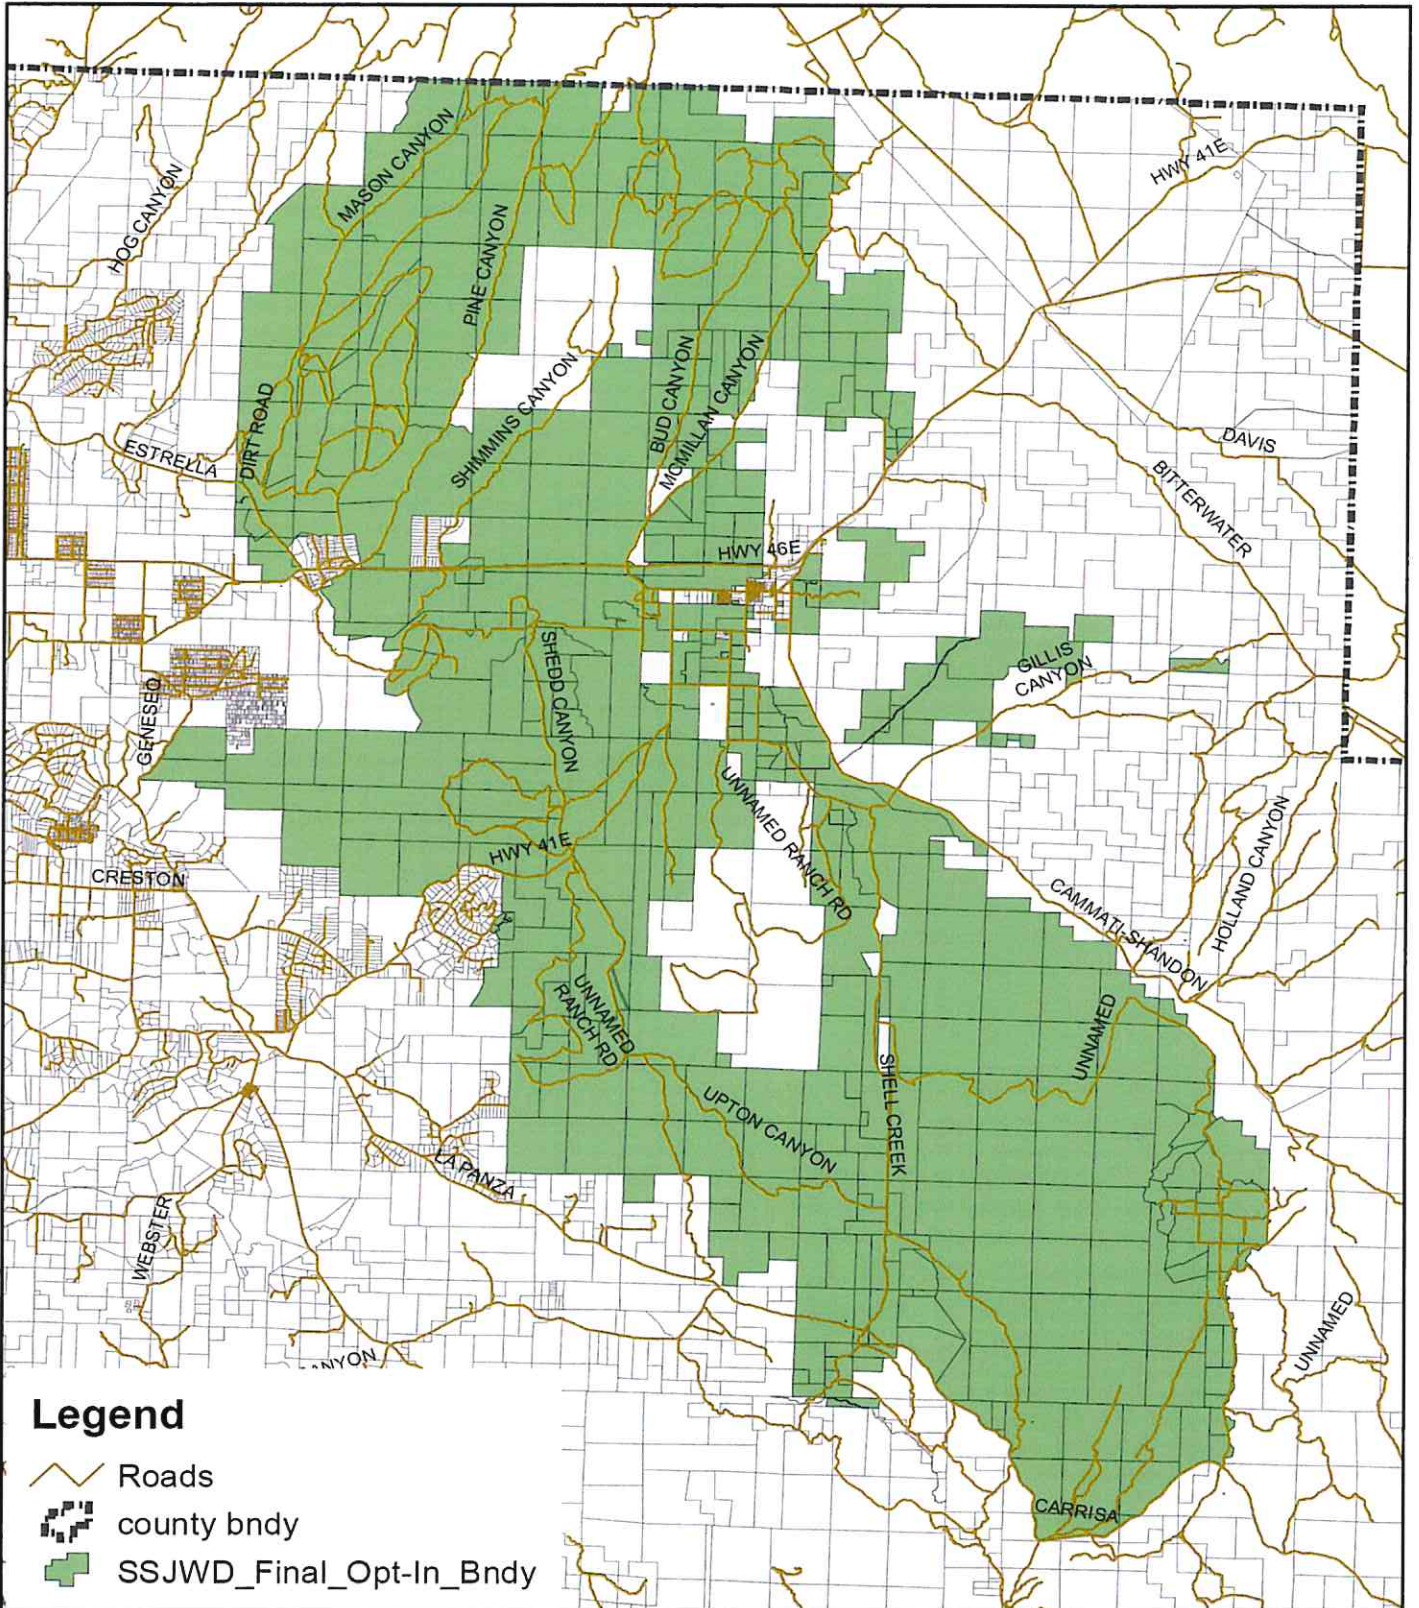 HWY 41E
MASON CANYON
HOG CANYON
PINE CANYON
BUD CANYON
MCMILLAN CANYON
SHIMMINS CANYON
DIRT ROAD
ESTRELLA
DAVIS
BITTERWATER
HWY 46E
SHEDD CANYON
GILLIS
CANYON
GENESEO
UNNAMED RANCH RD
HWY 41E
CRESTON
CAMMATI-SHANDON
HOLLAND CANYON
UNNAMED
RANCH RD
UNNAMED
SHELL CREEK
UPTON CANYON
LA PANZA
WEBSTER
UNNAMED
ANYON
CARRISA
Legend
Roads
county bndy
SSJWD_Final_Opt-In_Bndy